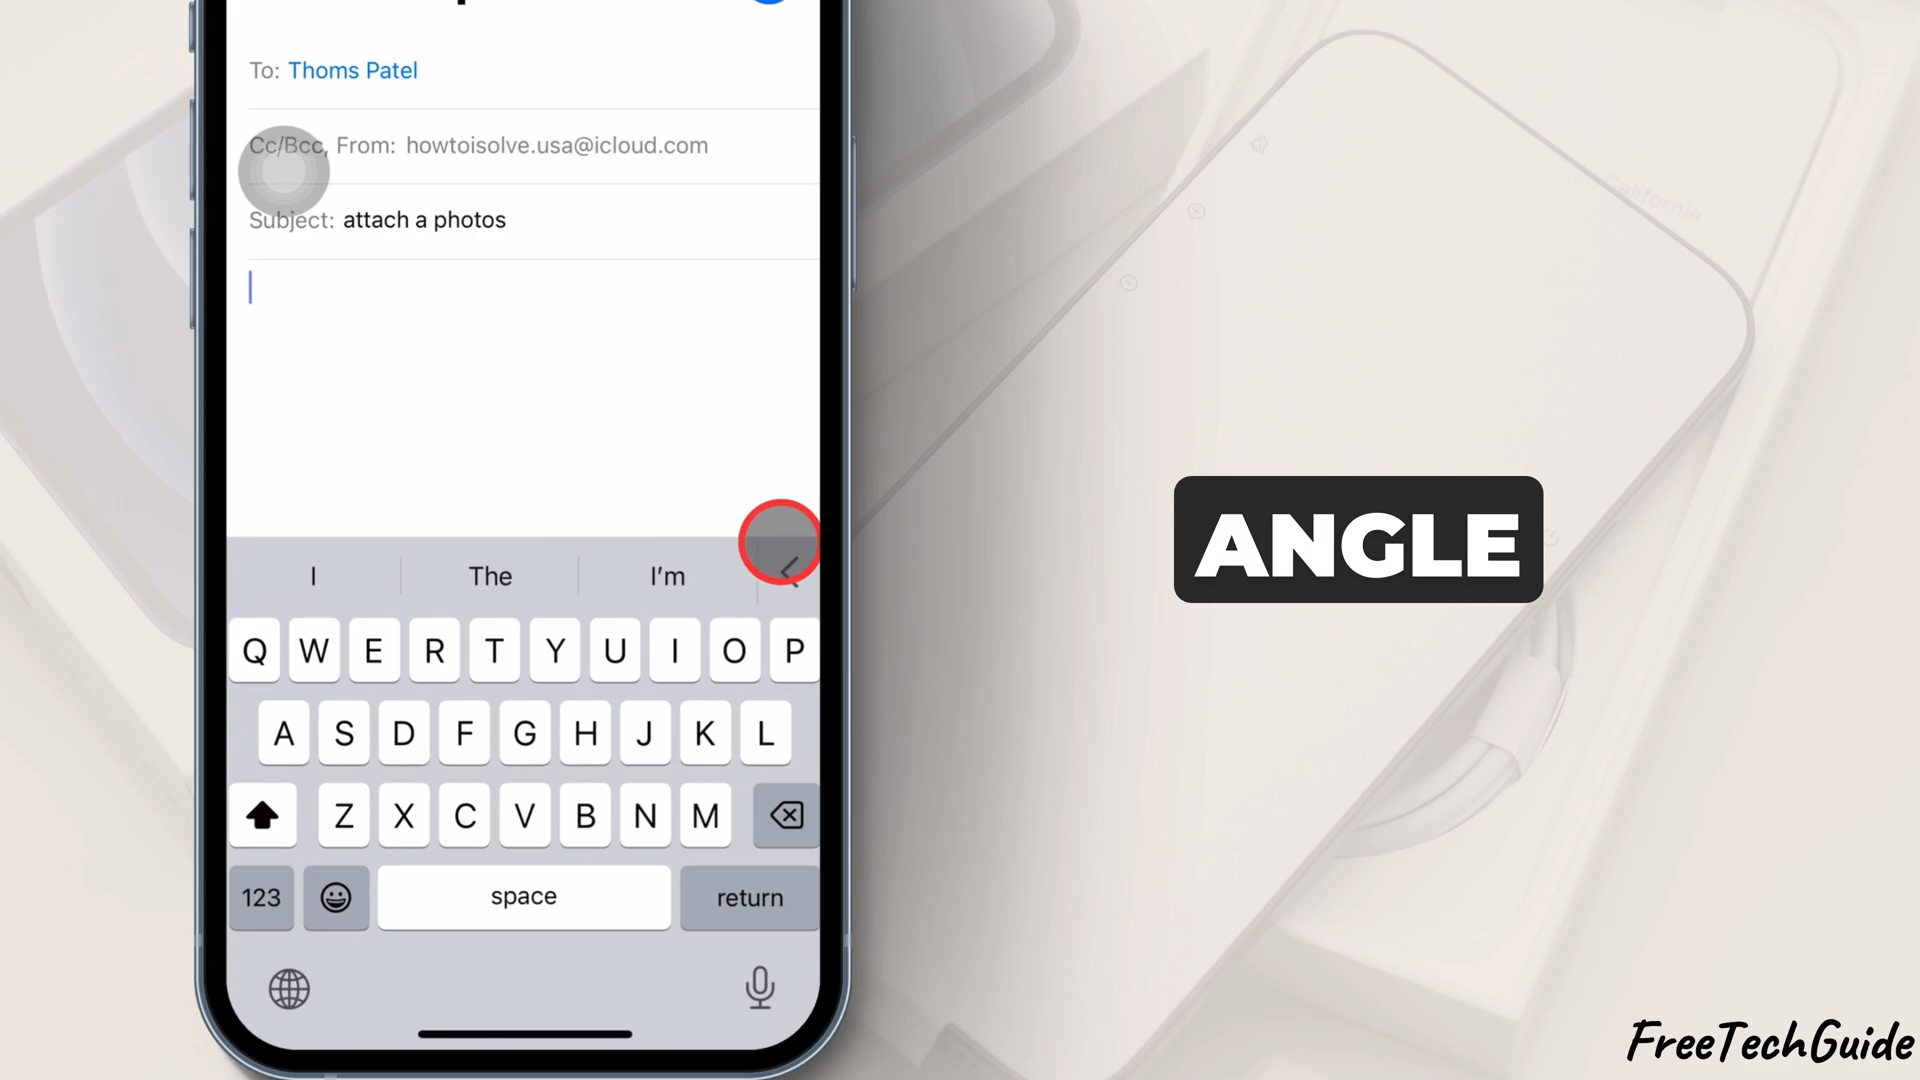 To: Thoms Patel
Cc/Bcc, From: howtoisolve.usa@icloud.com
Subject: attach a photos
I The I'm
Q W E R T Y U I O P
A S D F G H J K L
Z X C V B N M
123 space return
ANGLE
California
FreeTechGuide